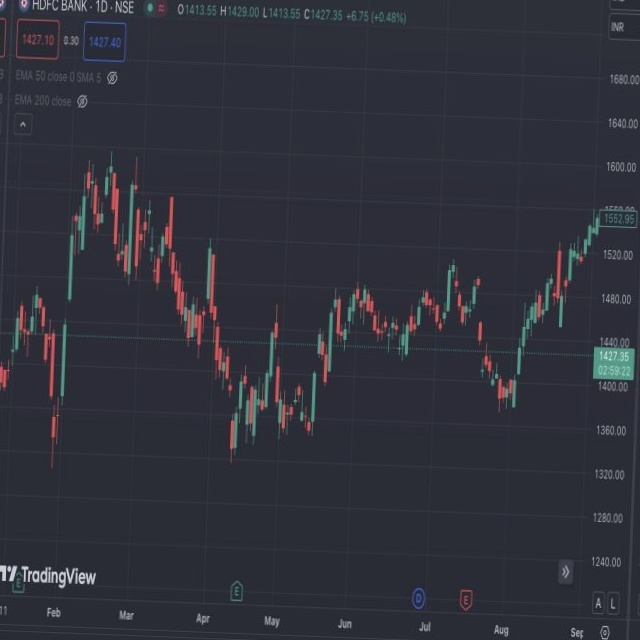 HDFC BANK · 1D · NSE O1413.55 H1429.00 L1413.55 C1427.35 +6.75 (+0.48%)
INR
1427.10 0.30 1427.40
EMA 50 close 0 SMA 5
EMA 200 close
1680.00
1640.00
1600.00
1552.95
1520.00
1480.00
1440.00
1427.35
02:59:22
1400.00
1360.00
1320.00
1280.00
1240.00
TradingView
E E D E
A L
11 Feb Mar Apr May Jun Jul Aug Sep